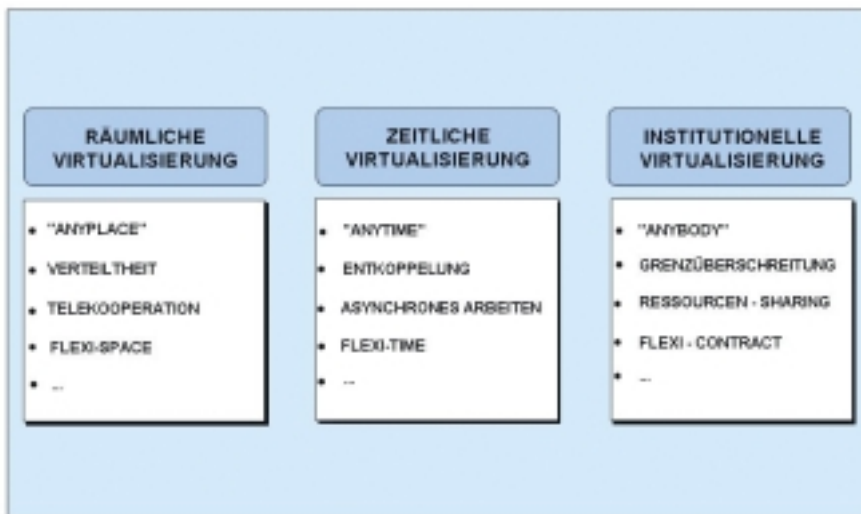 RÄUMLICHE
VIRTUALISIERUNG
• "ANYPLACE"
• VERTEILTHEIT
• TELEKOOPERATION
• FLEXI-SPACE
• ...
ZEITLICHE
VIRTUALISIERUNG
• "ANYTIME"
• ENTKOPPELUNG
• ASYNCHRONES ARBEITEN
• FLEXI-TIME
• ...
INSTITUTIONELLE
VIRTUALISIERUNG
• "ANYBODY"
• GRENZÜBERSCHREITUNG
• RESSOURCEN - SHARING
• FLEXI - CONTRACT
• ...